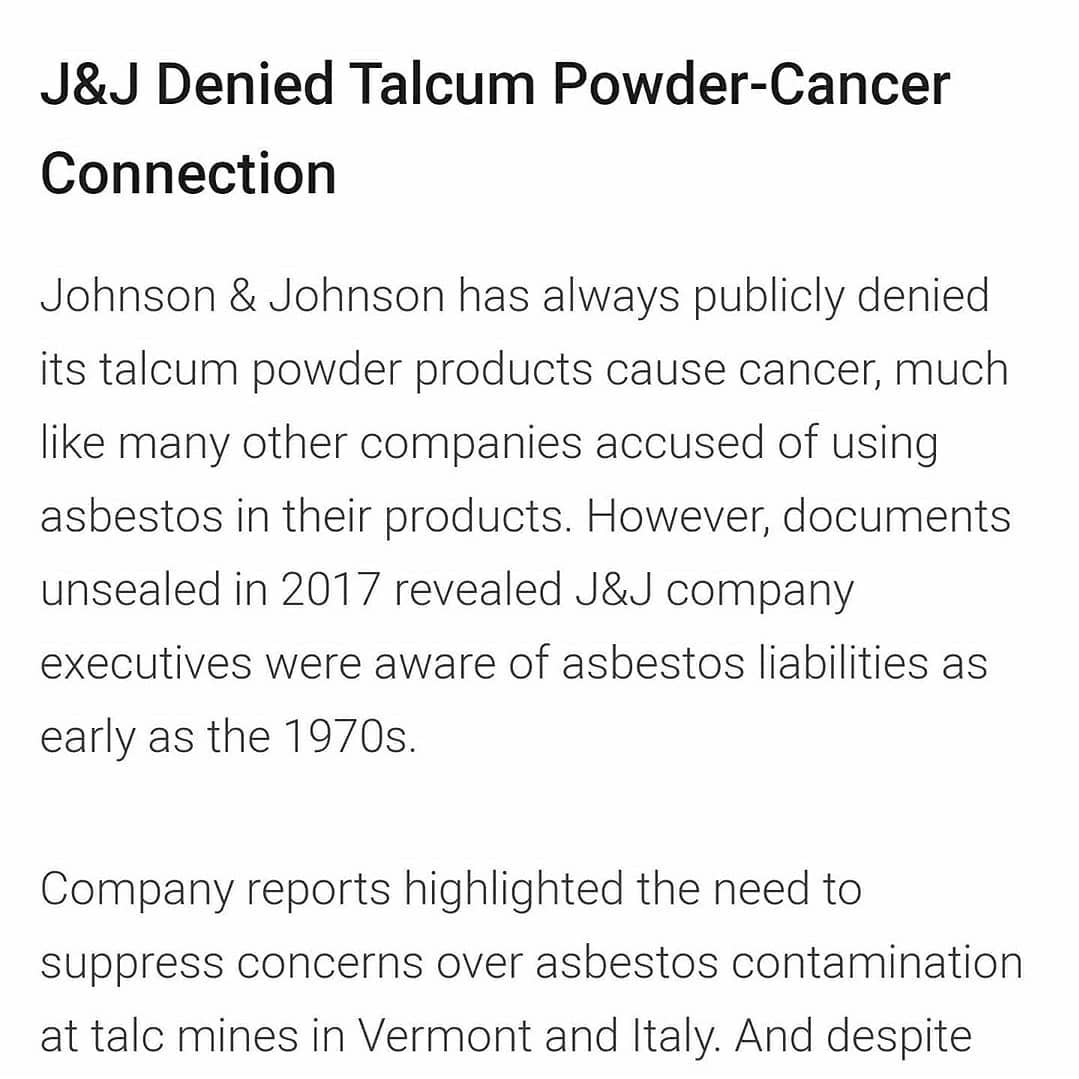 J&J Denied Talcum Powder-Cancer
Connection
Johnson & Johnson has always publicly denied
its talcum powder products cause cancer, much
like many other companies accused of using
asbestos in their products. However, documents
unsealed in 2017 revealed J&J company
executives were aware of asbestos liabilities as
early as the 1970s.
Company reports highlighted the need to
suppress concerns over asbestos contamination
at talc mines in Vermont and Italy. And despite